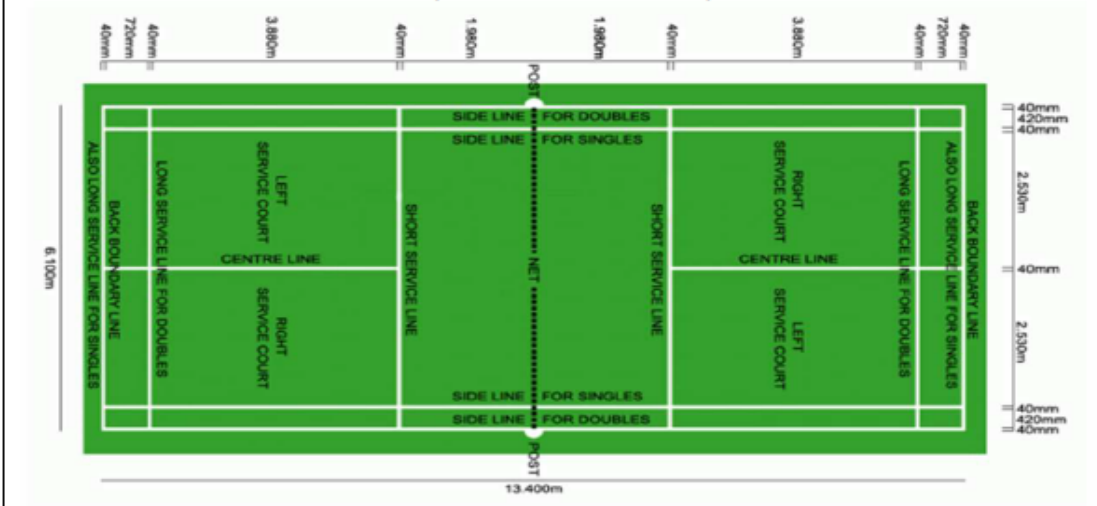 40mm
720mm
40mm
3.880m
40mm
1.980m
1.980m
40mm
3.880m
40mm
720mm
40mm
POST
SIDE LINE FOR DOUBLES
SIDE LINE FOR SINGLES
40mm
420mm
40mm
2.530m
40mm
2.530m
40mm
420mm
40mm
6.100m
ALSO LONG SERVICE LINE FOR SINGLES
BACK BOUNDARY LINE
LONG SERVICE LINE FOR DOUBLES
LEFT
SERVICE COURT
CENTRE LINE
RIGHT
SERVICE COURT
SHORT SERVICE LINE
NET
SHORT SERVICE LINE
RIGHT
SERVICE COURT
CENTRE LINE
LEFT
SERVICE COURT
LONG SERVICE LINE FOR DOUBLES
ALSO LONG SERVICE LINE FOR SINGLES
BACK BOUNDARY LINE
SIDE LINE FOR SINGLES
SIDE LINE FOR DOUBLES
POST
13.400m